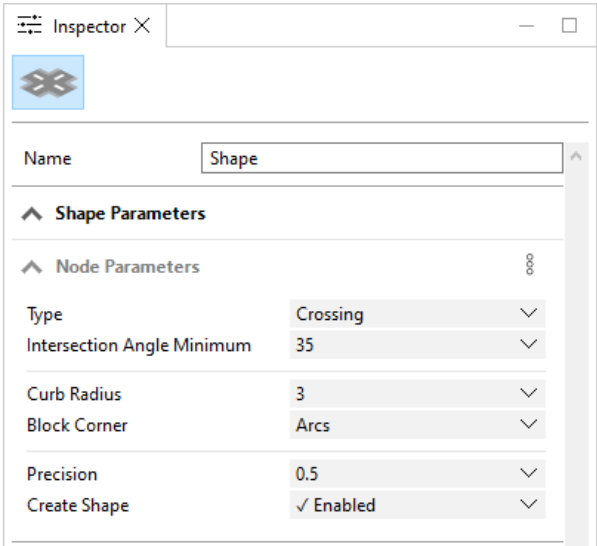 Inspector
Name Shape
Shape Parameters
Node Parameters
Type Crossing
Intersection Angle Minimum 35
Curb Radius 3
Block Corner Arcs
Precision 0.5
Create Shape ✓ Enabled